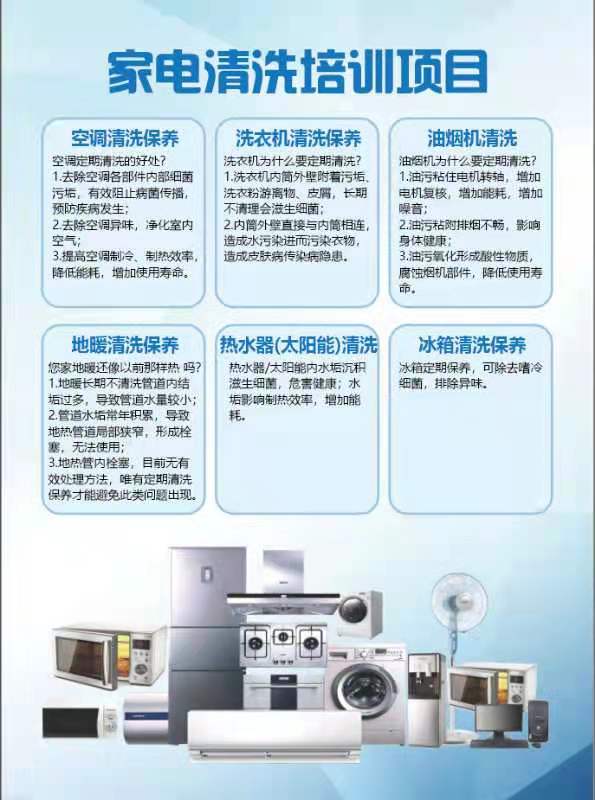 家电清洗培训项目
空调清洗保养
空调定期清洗的好处?
1.去除空调各部件内部细菌
污垢，有效阻止病菌传播，
预防疾病发生；
2.去除空调异味，净化室内
空气；
3.提高空调制冷、制热效率，
降低能耗，增加使用寿命。
洗衣机清洗保养
洗衣机为什么要定期清洗?
1.洗衣机内筒外壁附着污垢、
洗衣粉游离物、皮屑，长期
不清理会滋生细菌；
2.内筒外壁直接与内筒相连，
造成水污染进而污染衣物，
造成皮肤病传染病隐患。
油烟机清洗
油烟机为什么要定期清洗?
1.油污粘住电机转轴，增加
电机复核，增加能耗，增加
噪音；
2.油污粘附排烟不畅，影响
身体健康；
3.油污氧化形成酸性物质，
腐蚀烟机部件，降低使用寿
命。
地暖清洗保养
您家地暖还像以前那样热 吗?
1.地暖长期不清洗管道内结
垢过多，导致管道水量较小；
2.管道水垢常年积累，导致
地热管道局部狭窄，形成栓
塞，无法使用；
3.地热管内栓塞，目前无有
效处理方法，唯有定期清洗
保养才能避免此类问题出现。
热水器(太阳能)清洗
热水器/太阳能内水垢沉积
滋生细菌，危害健康；水
垢影响制热效率，增加能
耗。
冰箱清洗保养
冰箱定期保养，可除去嗜冷
细菌，排除异味。